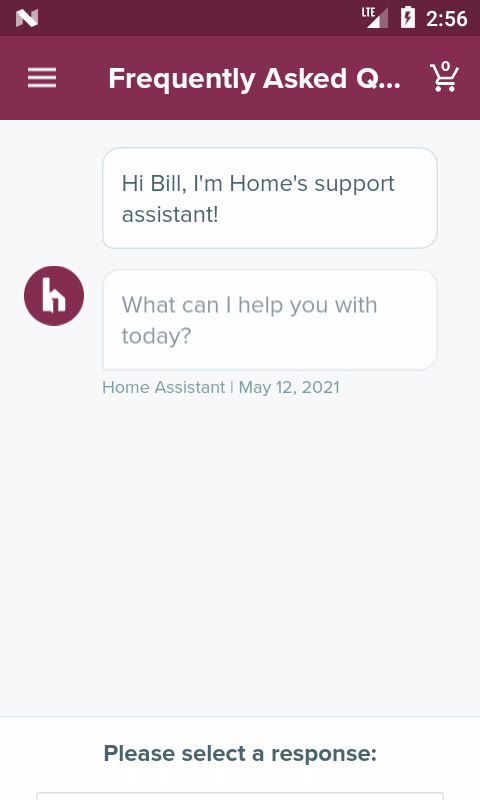 LTE 2:56
Frequently Asked Q...
0
Hi Bill, I'm Home's support
assistant!
h
What can I help you with
today?
Home Assistant | May 12, 2021
Please select a response: